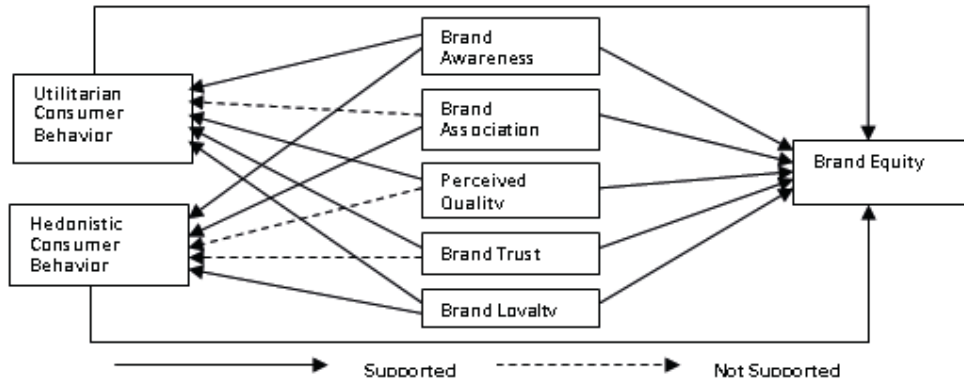 Brand
Awareness
Utilitarian
Consumer
Behavior
Brand
Association
Brand Equity
Perceived
Quality
Hedonistic
Consumer
Behavior
Brand Trust
Brand Loyalty
Supported
Not Supported